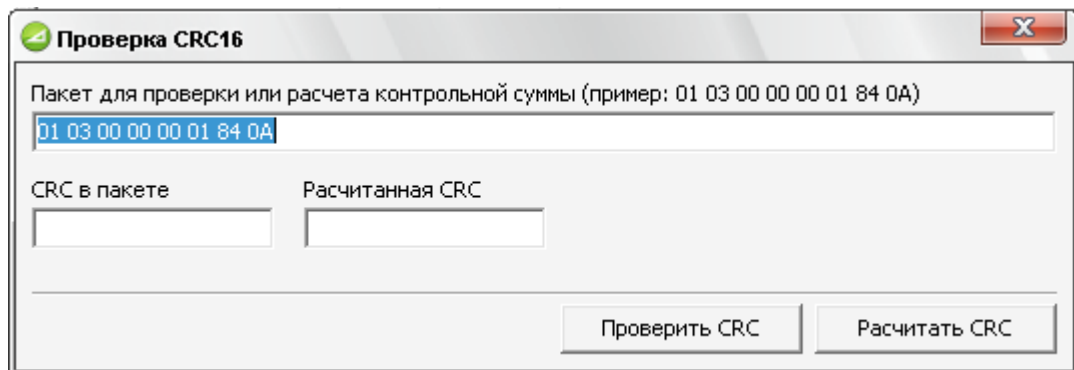 Проверка CRC16
Пакет для проверки или расчета контрольной суммы (пример: 01 03 00 00 00 01 84 0A)
01 03 00 00 00 01 84 0A
CRC в пакете Расчитанная CRC
Проверить CRC Расчитать CRC